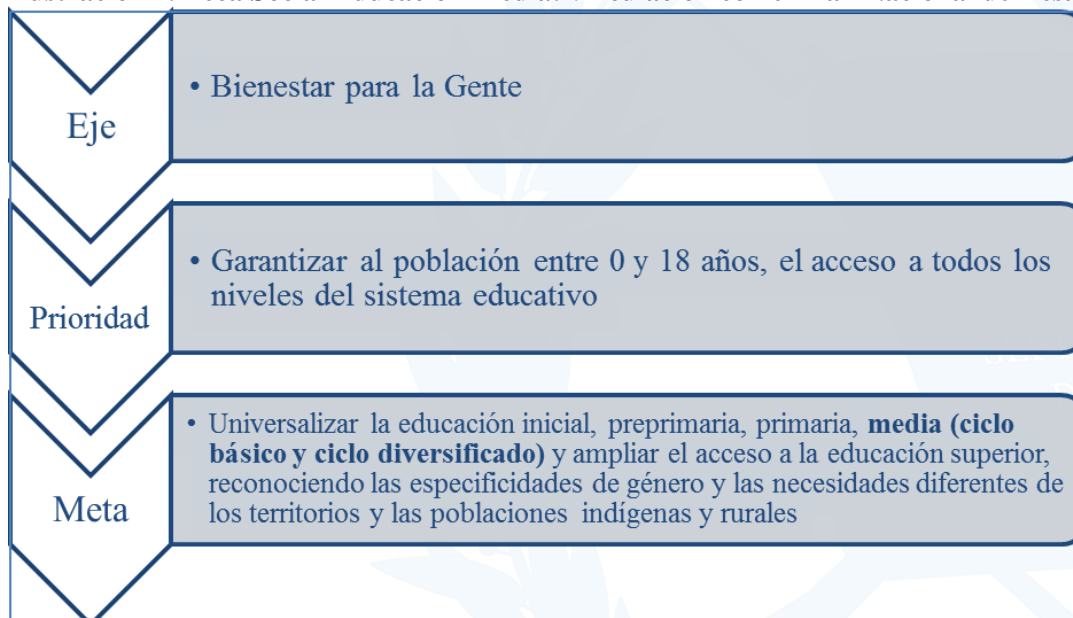 Eje
• Bienestar para la Gente
Prioridad
• Garantizar al población entre 0 y 18 años, el acceso a todos los
niveles del sistema educativo
Meta
• Universalizar la educación inicial, preprimaria, primaria, media (ciclo
básico y ciclo diversificado) y ampliar el acceso a la educación superior,
reconociendo las especificidades de género y las necesidades diferentes de
los territorios y las poblaciones indígenas y rurales